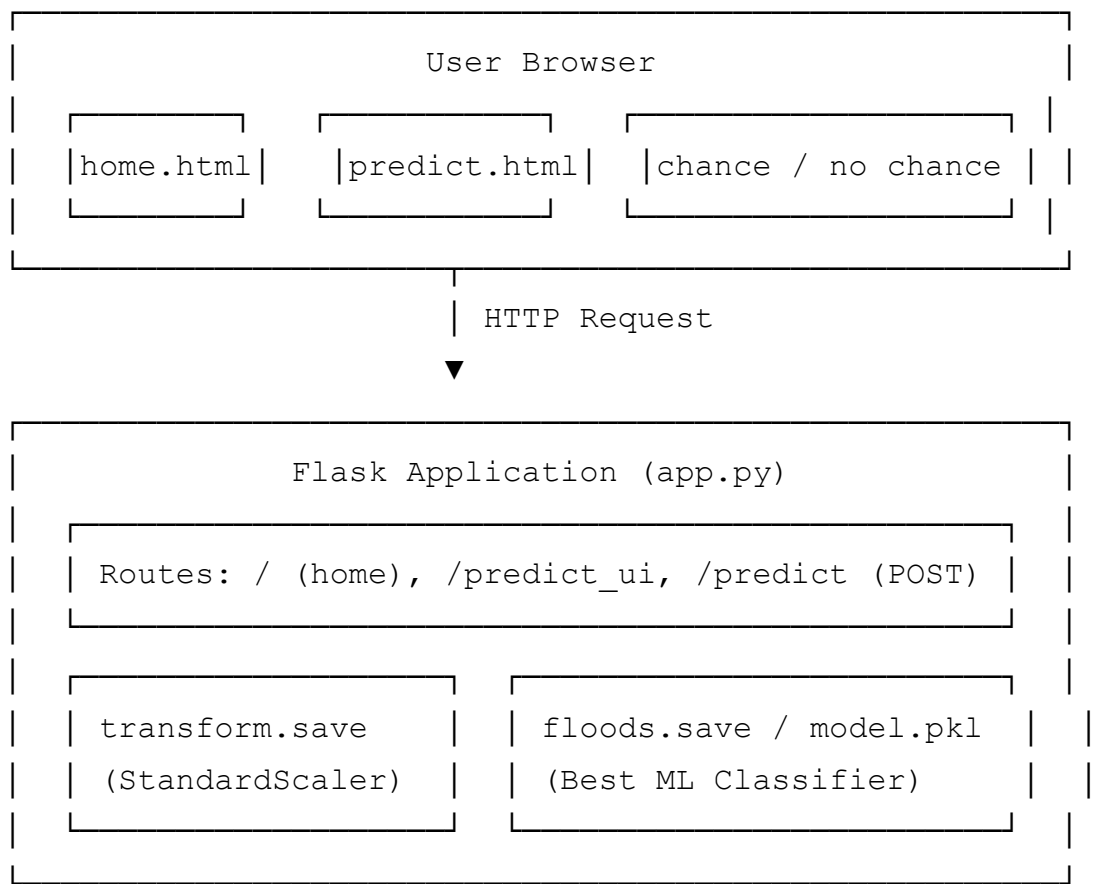 User Browser
home.html predict.html chance / no chance
HTTP Request
Flask Application (app.py)
Routes: / (home), /predict_ui, /predict (POST)
transform.save floods.save / model.pkl
(StandardScaler) (Best ML Classifier)